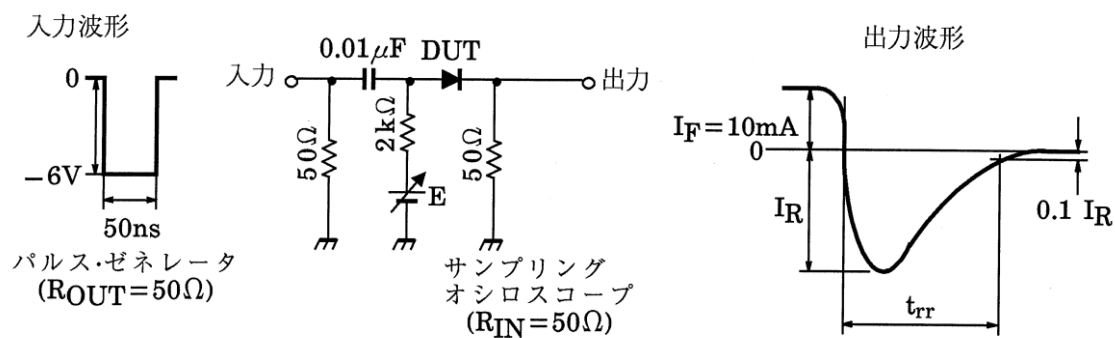 入力波形
0
−6V
50ns
パルス・ゼネレータ
(ROUT=50Ω)
0.01μF DUT
入力
出力
50Ω
2kΩ
E
50Ω
サンプリング
オシロスコープ
(RIN=50Ω)
出力波形
IF=10mA
0
IR
0.1 IR
trr